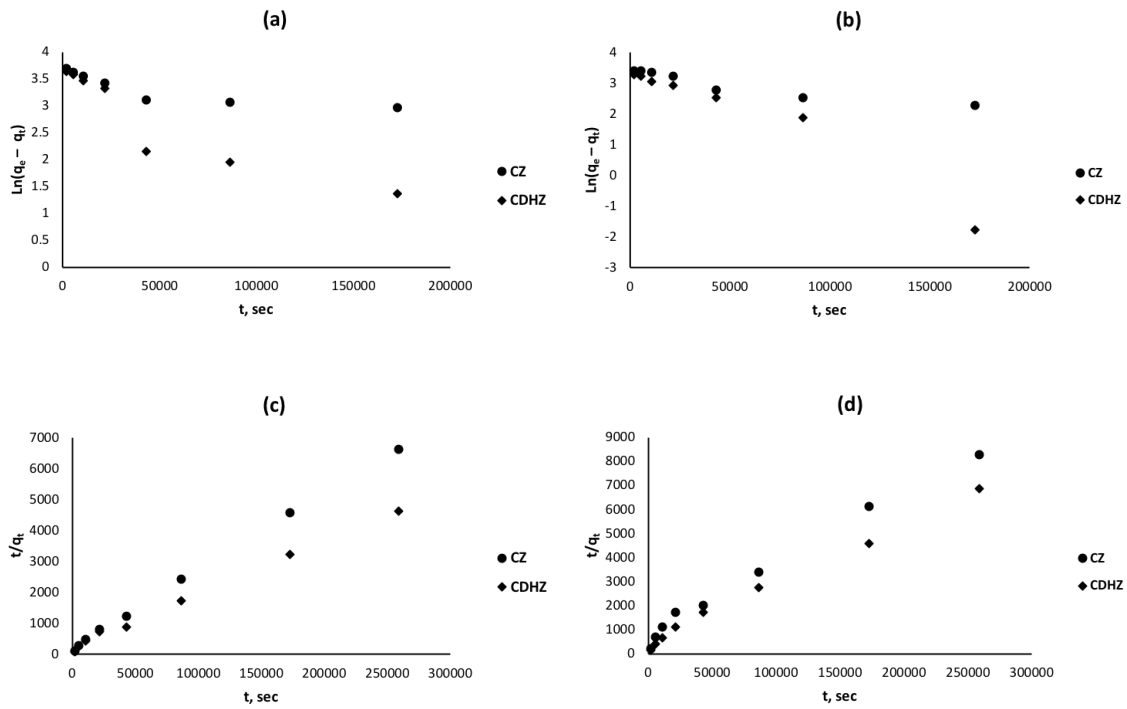 (a)
4
3.5
3
2.5
2
1.5
1
0.5
0
Ln(qe – qt)
0 50000 100000 150000 200000
t, sec
CZ
CDHZ
(b)
4
3
2
1
0
-1
-2
-3
Ln(qe – qt)
0 50000 100000 150000 200000
t, sec
CZ
CDHZ
(c)
7000
6000
5000
4000
3000
2000
1000
0
t/qt
0 50000 100000 150000 200000 250000 300000
t, sec
CZ
CDHZ
(d)
9000
8000
7000
6000
5000
4000
3000
2000
1000
0
t/qt
0 50000 100000 150000 200000 250000 300000
t, sec
CZ
CDHZ